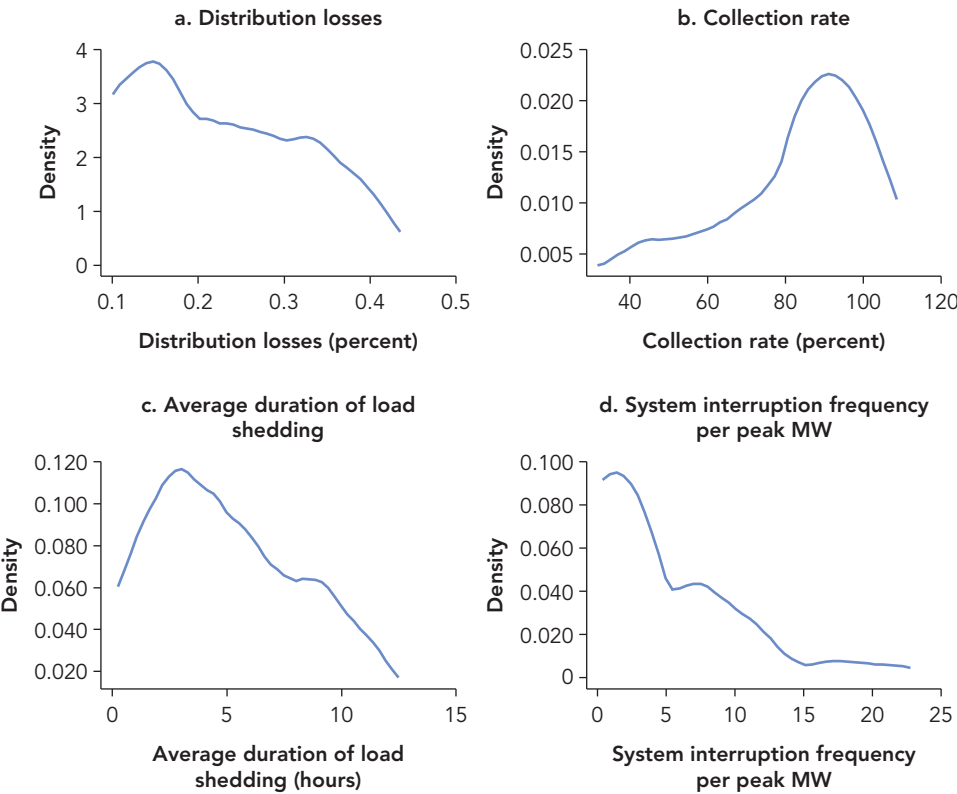 a. Distribution losses
4
3
2
1
0
Density
0.1 0.2 0.3 0.4 0.5
Distribution losses (percent)
b. Collection rate
0.025
0.020
0.015
0.010
0.005
Density
40 60 80 100 120
Collection rate (percent)
c. Average duration of load
shedding
0.120
0.100
0.080
0.060
0.040
0.020
Density
0 5 10 15
Average duration of load
shedding (hours)
d. System interruption frequency
per peak MW
0.100
0.080
0.060
0.040
0.020
0
Density
0 5 10 15 20 25
System interruption frequency
per peak MW